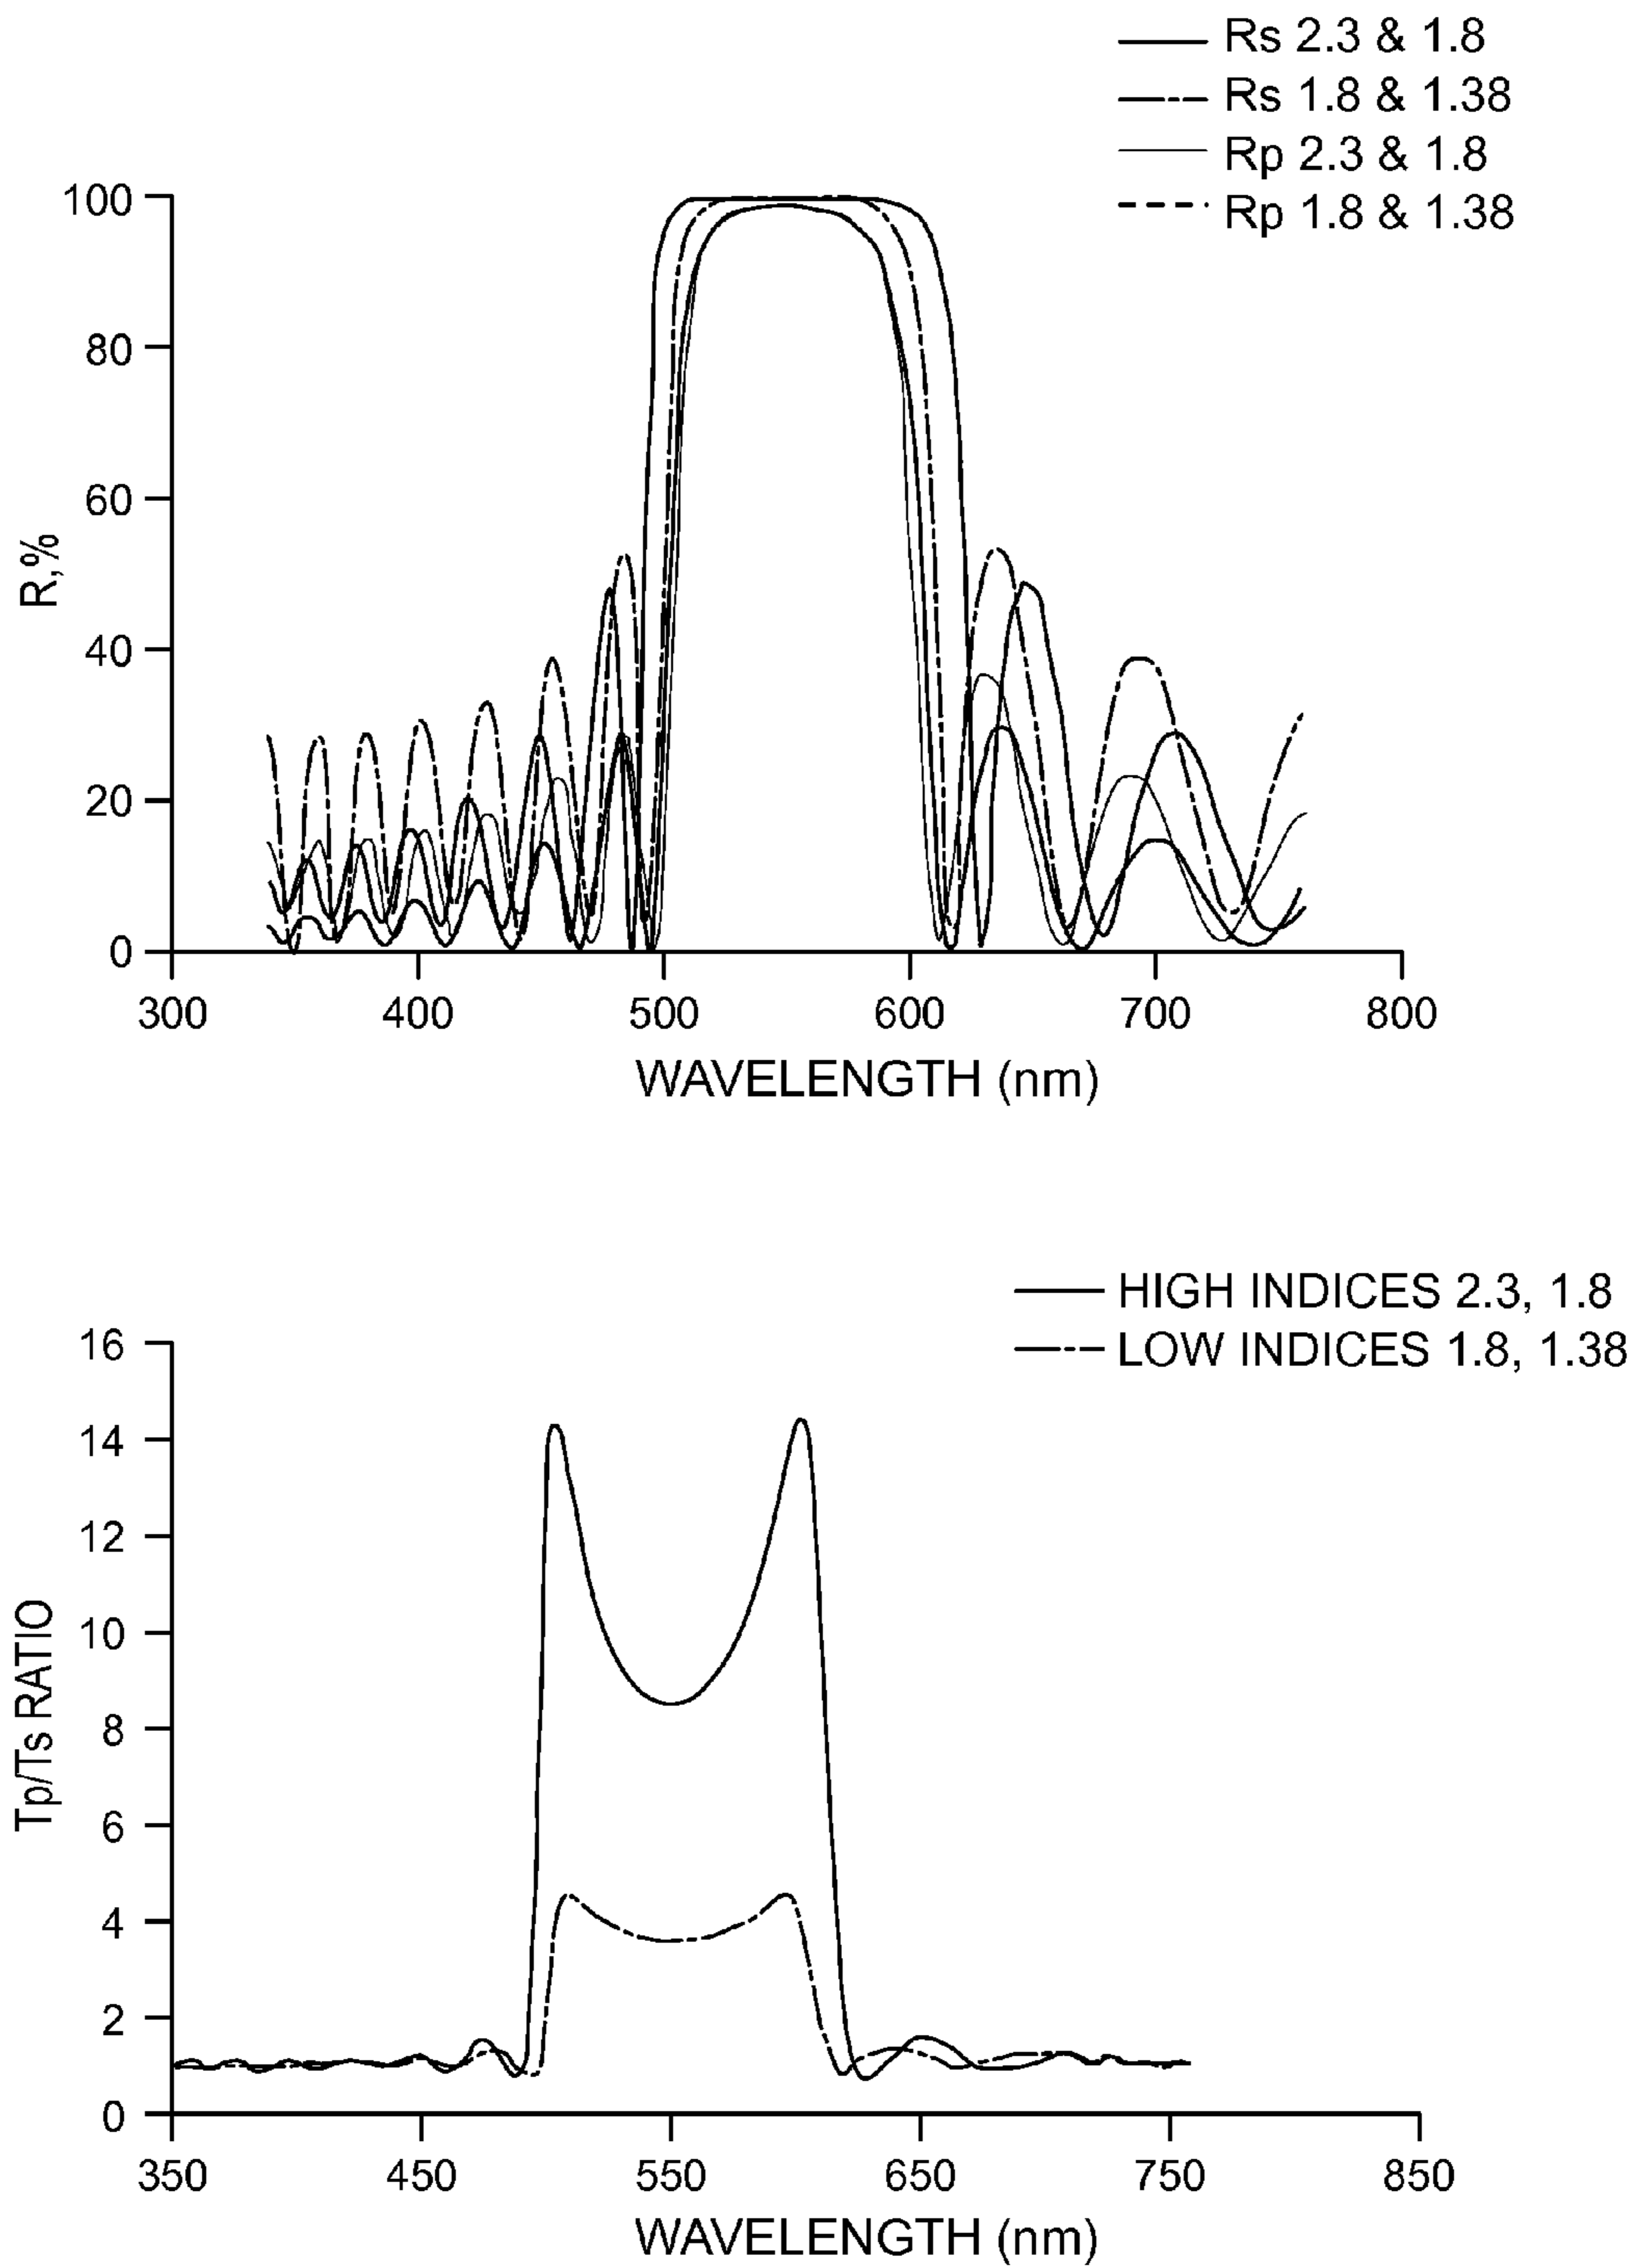 Rs 2.3 & 1.8
Rs 1.8 & 1.38
Rp 2.3 & 1.8
Rp 1.8 & 1.38
100
80
60
40
20
0
R,%
300 400 500 600 700 800
WAVELENGTH (nm)
HIGH INDICES 2.3, 1.8
LOW INDICES 1.8, 1.38
16
14
12
10
8
6
4
2
0
Tp/Ts RATIO
350 450 550 650 750 850
WAVELENGTH (nm)